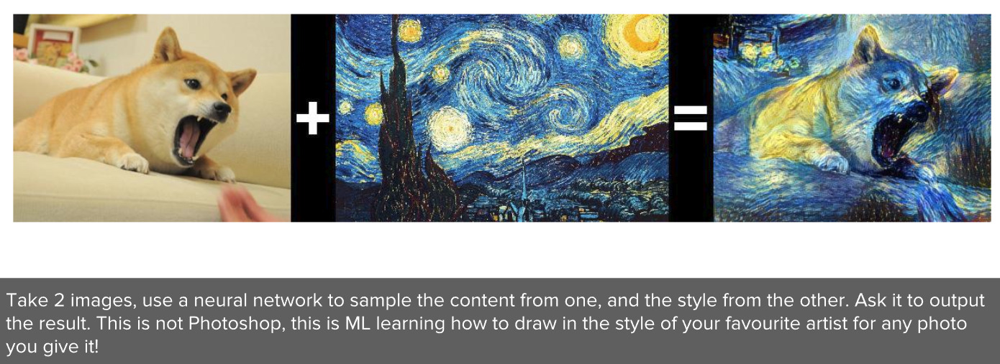 +
=
Take 2 images, use a neural network to sample the content from one, and the style from the other. Ask it to output
the result. This is not Photoshop, this is ML learning how to draw in the style of your favourite artist for any photo
you give it!